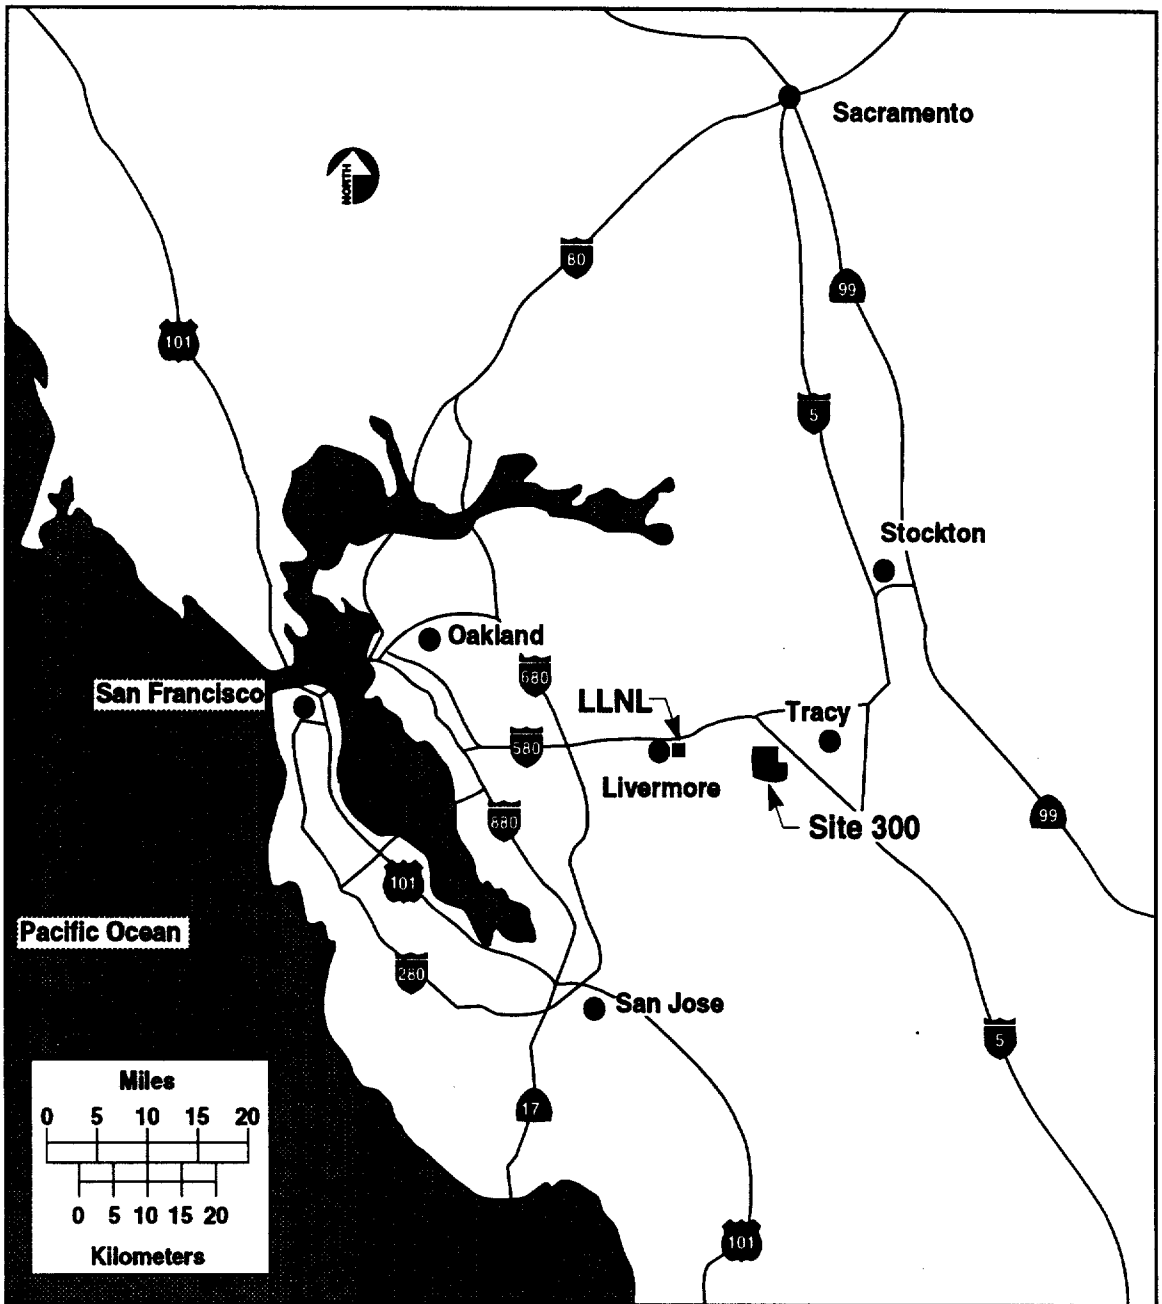 Sacramento
NORTH
80
99
101
5
Stockton
Oakland
680
San Francisco
LLNL
Tracy
580
Livermore
Site 300
99
880
101
Pacific Ocean
280
San Jose
5
Miles
0 5 10 15 20
17
0 5 10 15 20
Kilometers
101